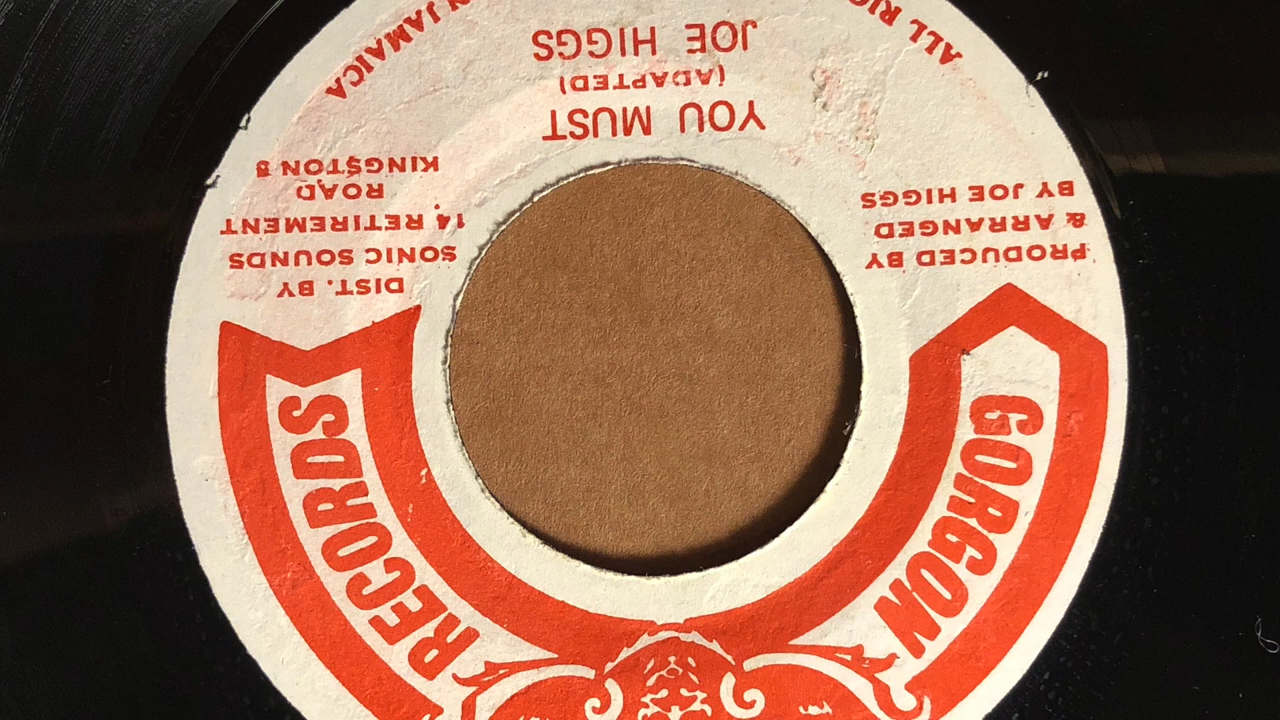 GORGON RECORDS
PRODUCED BY
& ARRANGED
BY JOE HIGGS
DIST. BY
SONIC SOUNDS
14 RETIREMENT
ROAD
KINGSTON
YOU MUST
(ADAPTED)
JOE HIGGS
ALL
JAMAICA